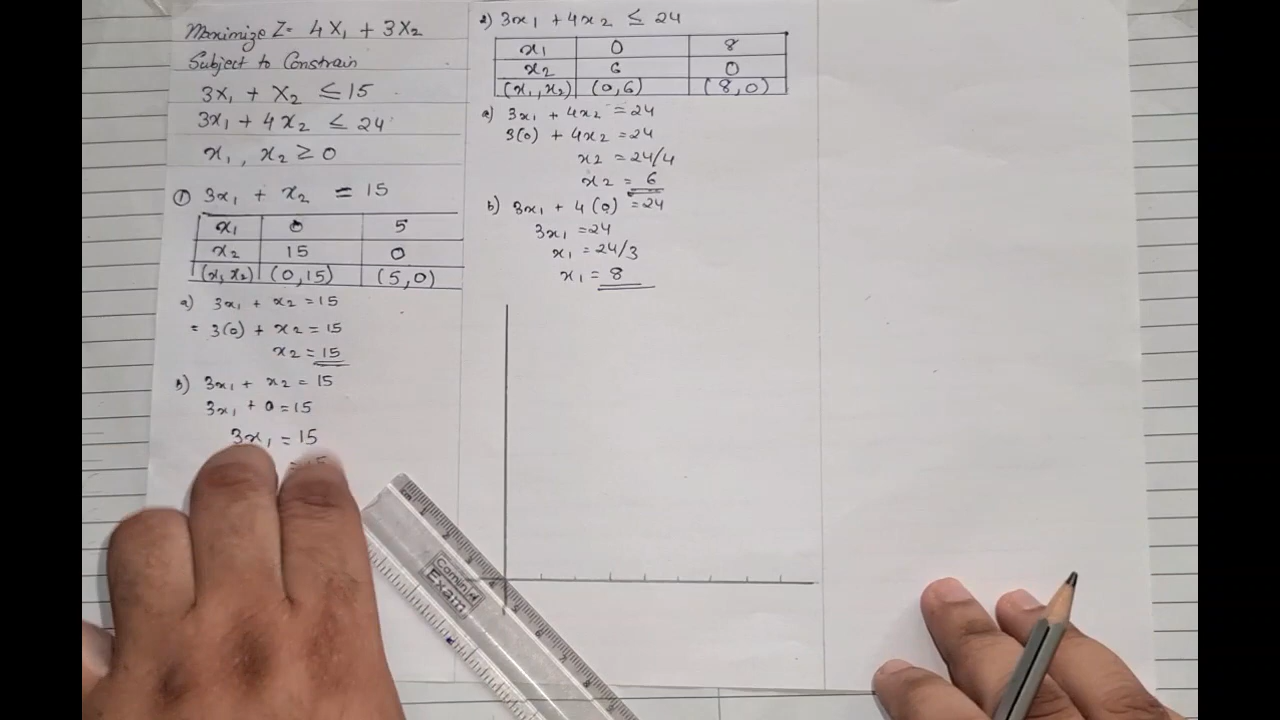 Maximize Z= 4X₁ + 3X₂
Subject to Constrain
3X₁ + X₂ ≤ 15
3X₁ + 4X₂ ≤ 24
x₁, x₂ ≥ 0
① 3x₁ + x₂ = 15
x₁ 0 5
x₂ 15 0
(x₁ x₂) (0,15) (5,0)
a) 3x₁ + x₂ = 15
= 3(0) + x₂ = 15
x₂ = 15
b) 3x₁ + x₂ = 15
3x₁ + 0 = 15
3x₁ = 15
= 15
2) 3x₁ + 4x₂ ≤ 24
x₁ 0 8
x₂ 6 0
(x₁, x₂) (0,6) (8,0)
a) 3x₁ + 4x₂ = 24
3(0) + 4x₂ = 24
x₂ = 24/4
x₂ = 6
b) 3x₁ + 4(0) = 24
3x₁ = 24
x₁ = 24/3
x₁ = 8
cm
Exam